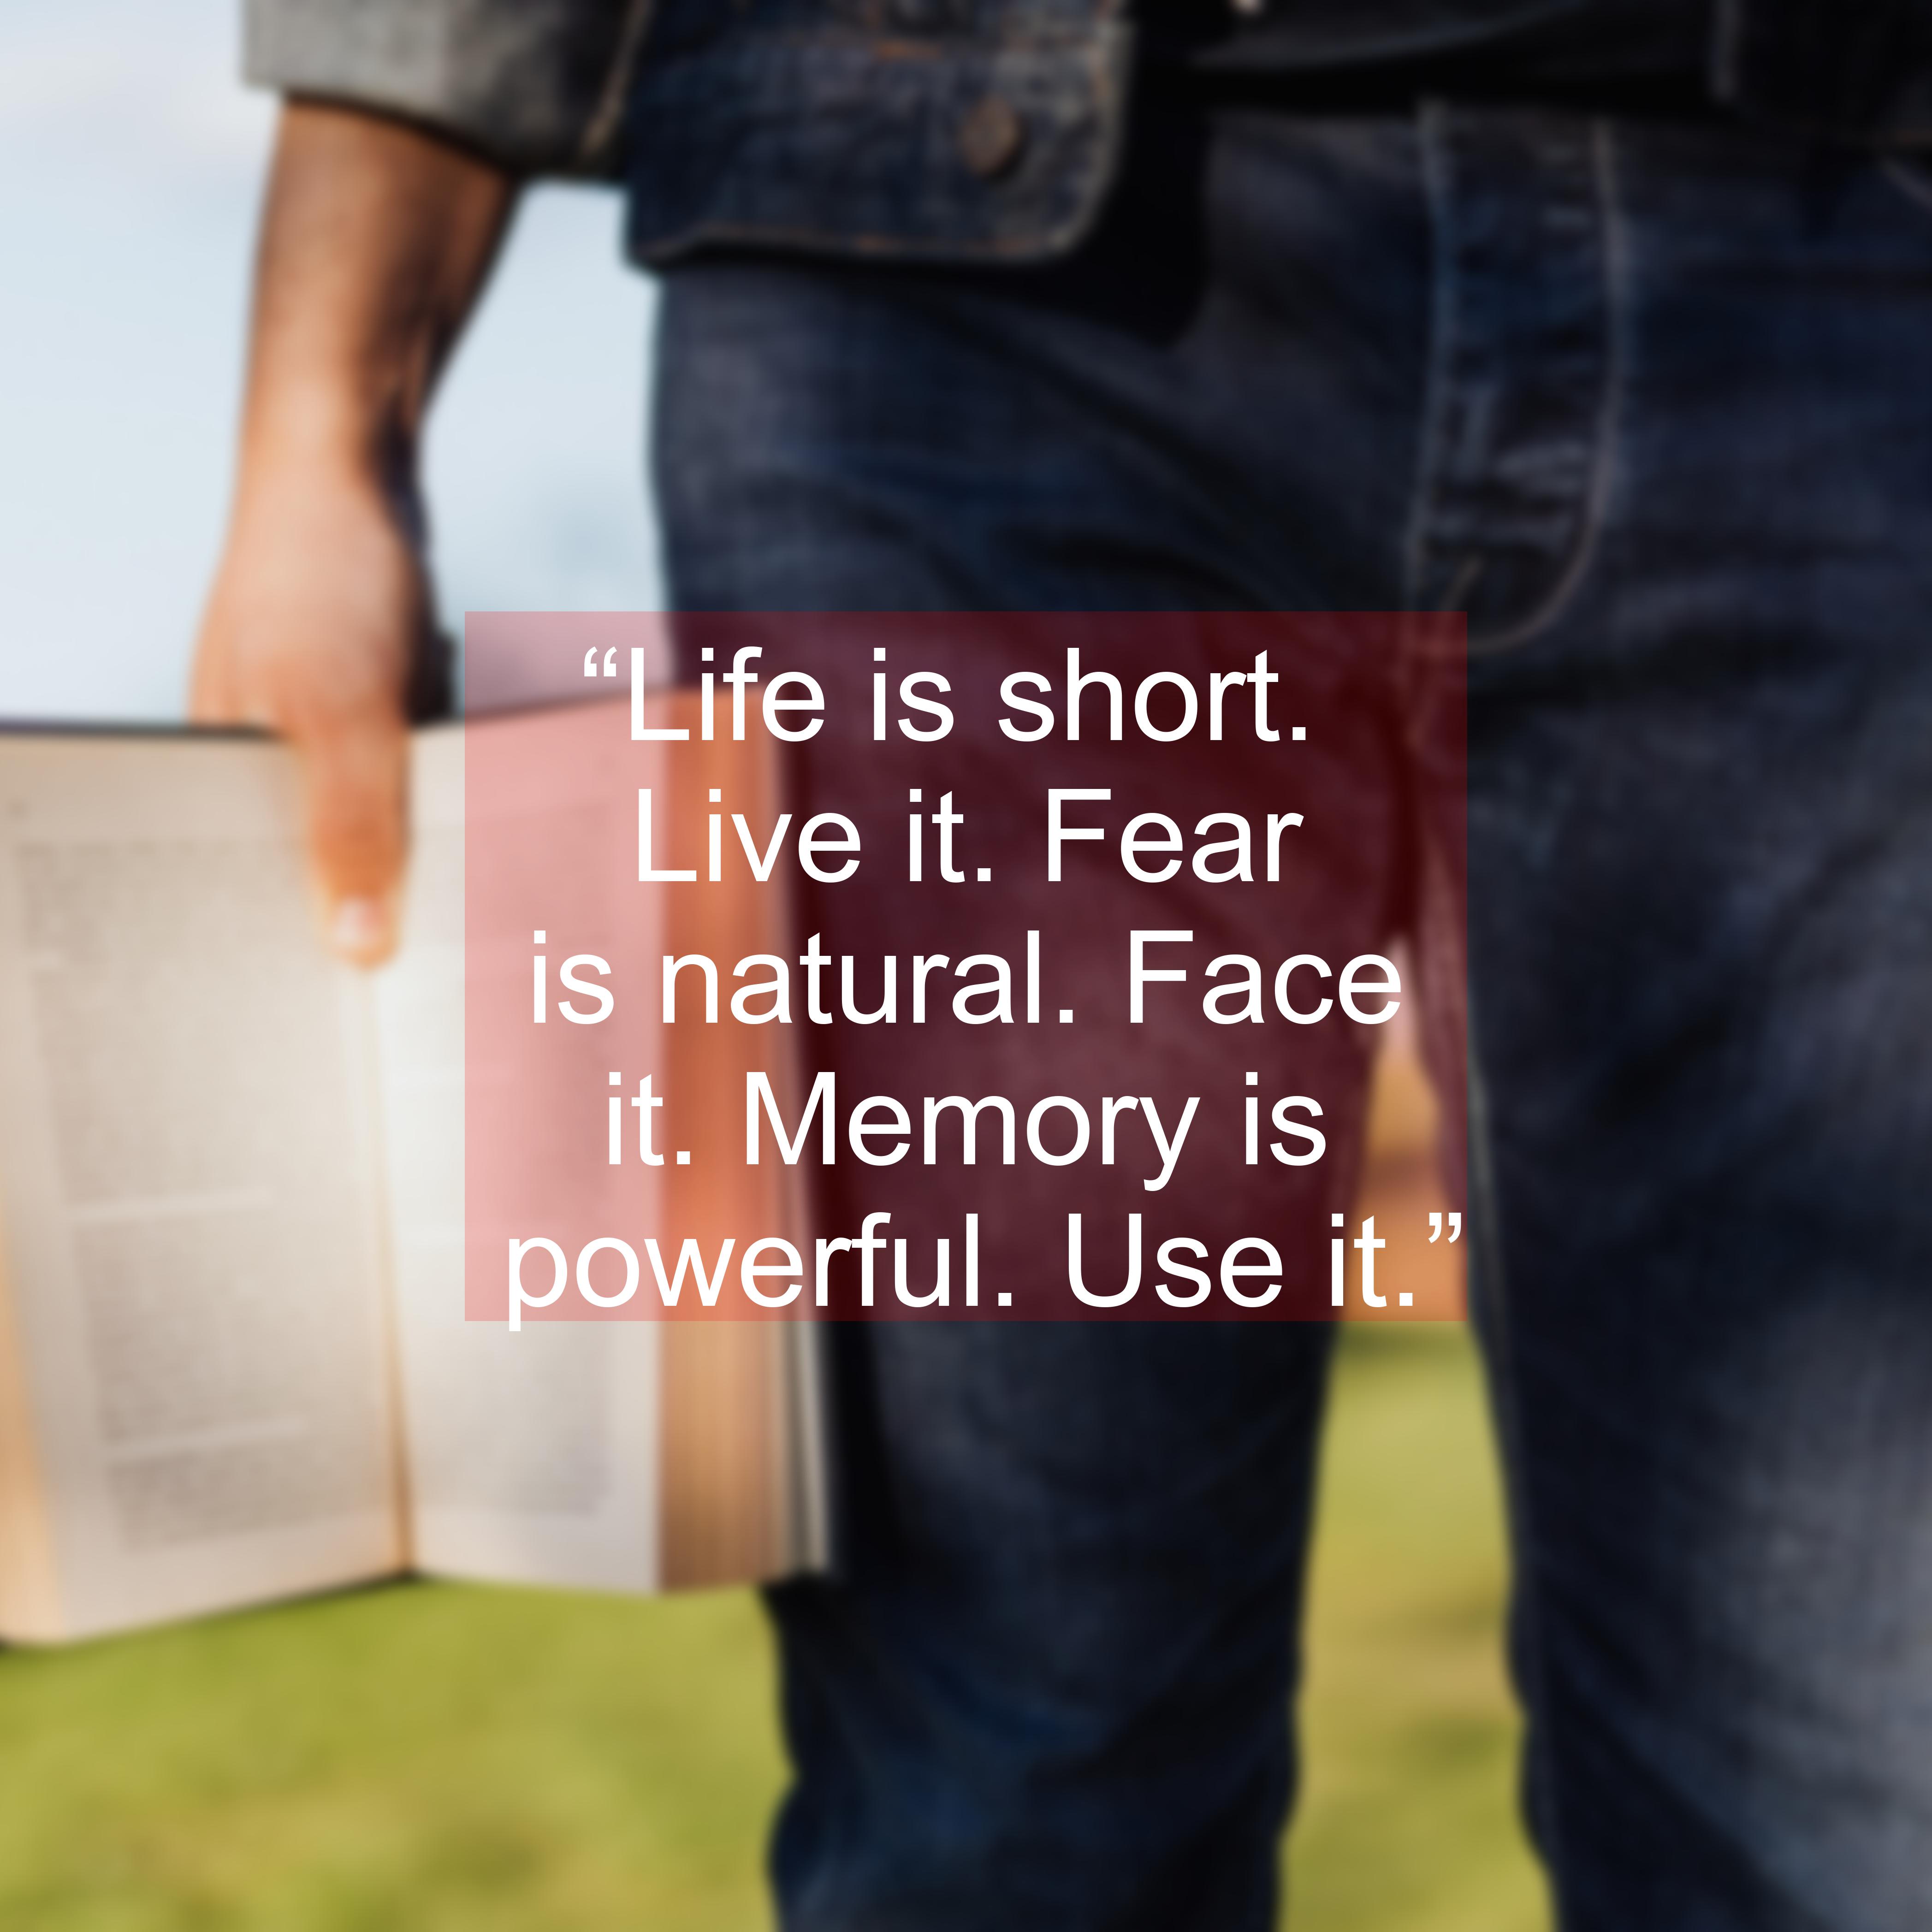 “Life is short.
Live it. Fear
is natural. Face
it. Memory is
powerful. Use it.”